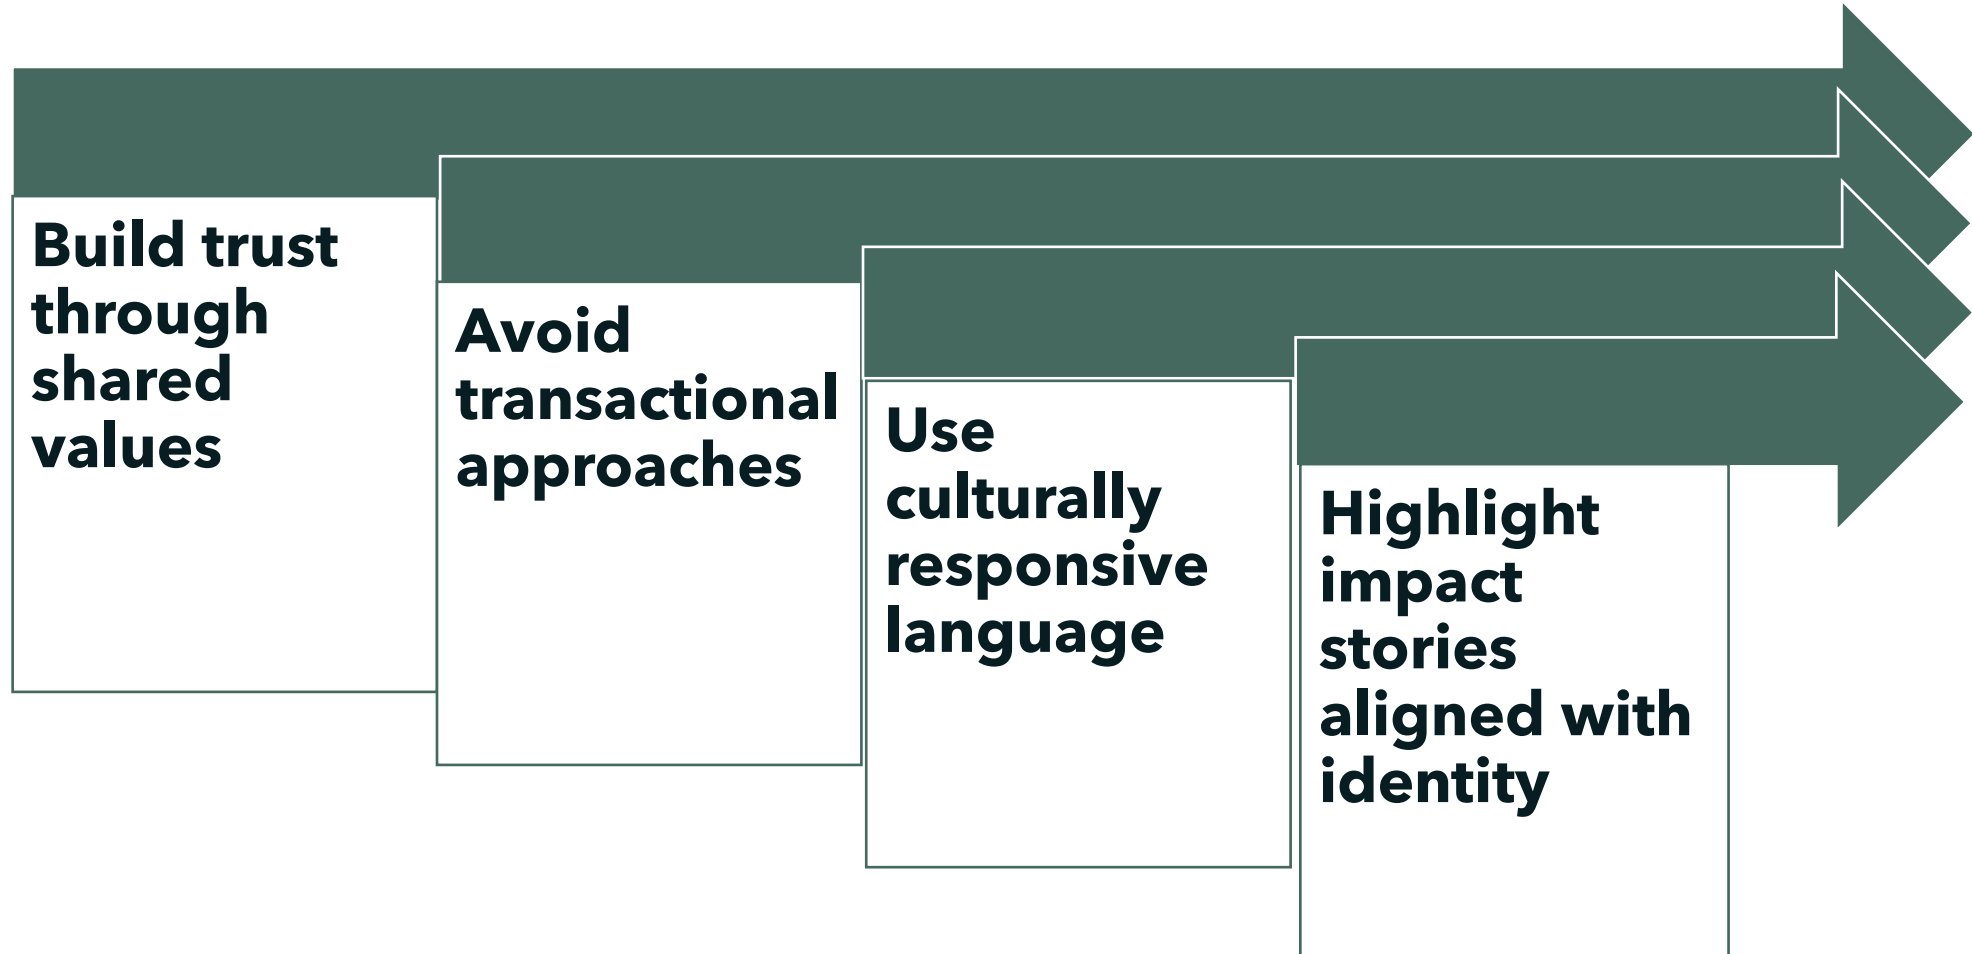 Build trust
through
shared
values
Avoid
transactional
approaches
Use
culturally
responsive
language
Highlight
impact
stories
aligned with
identity